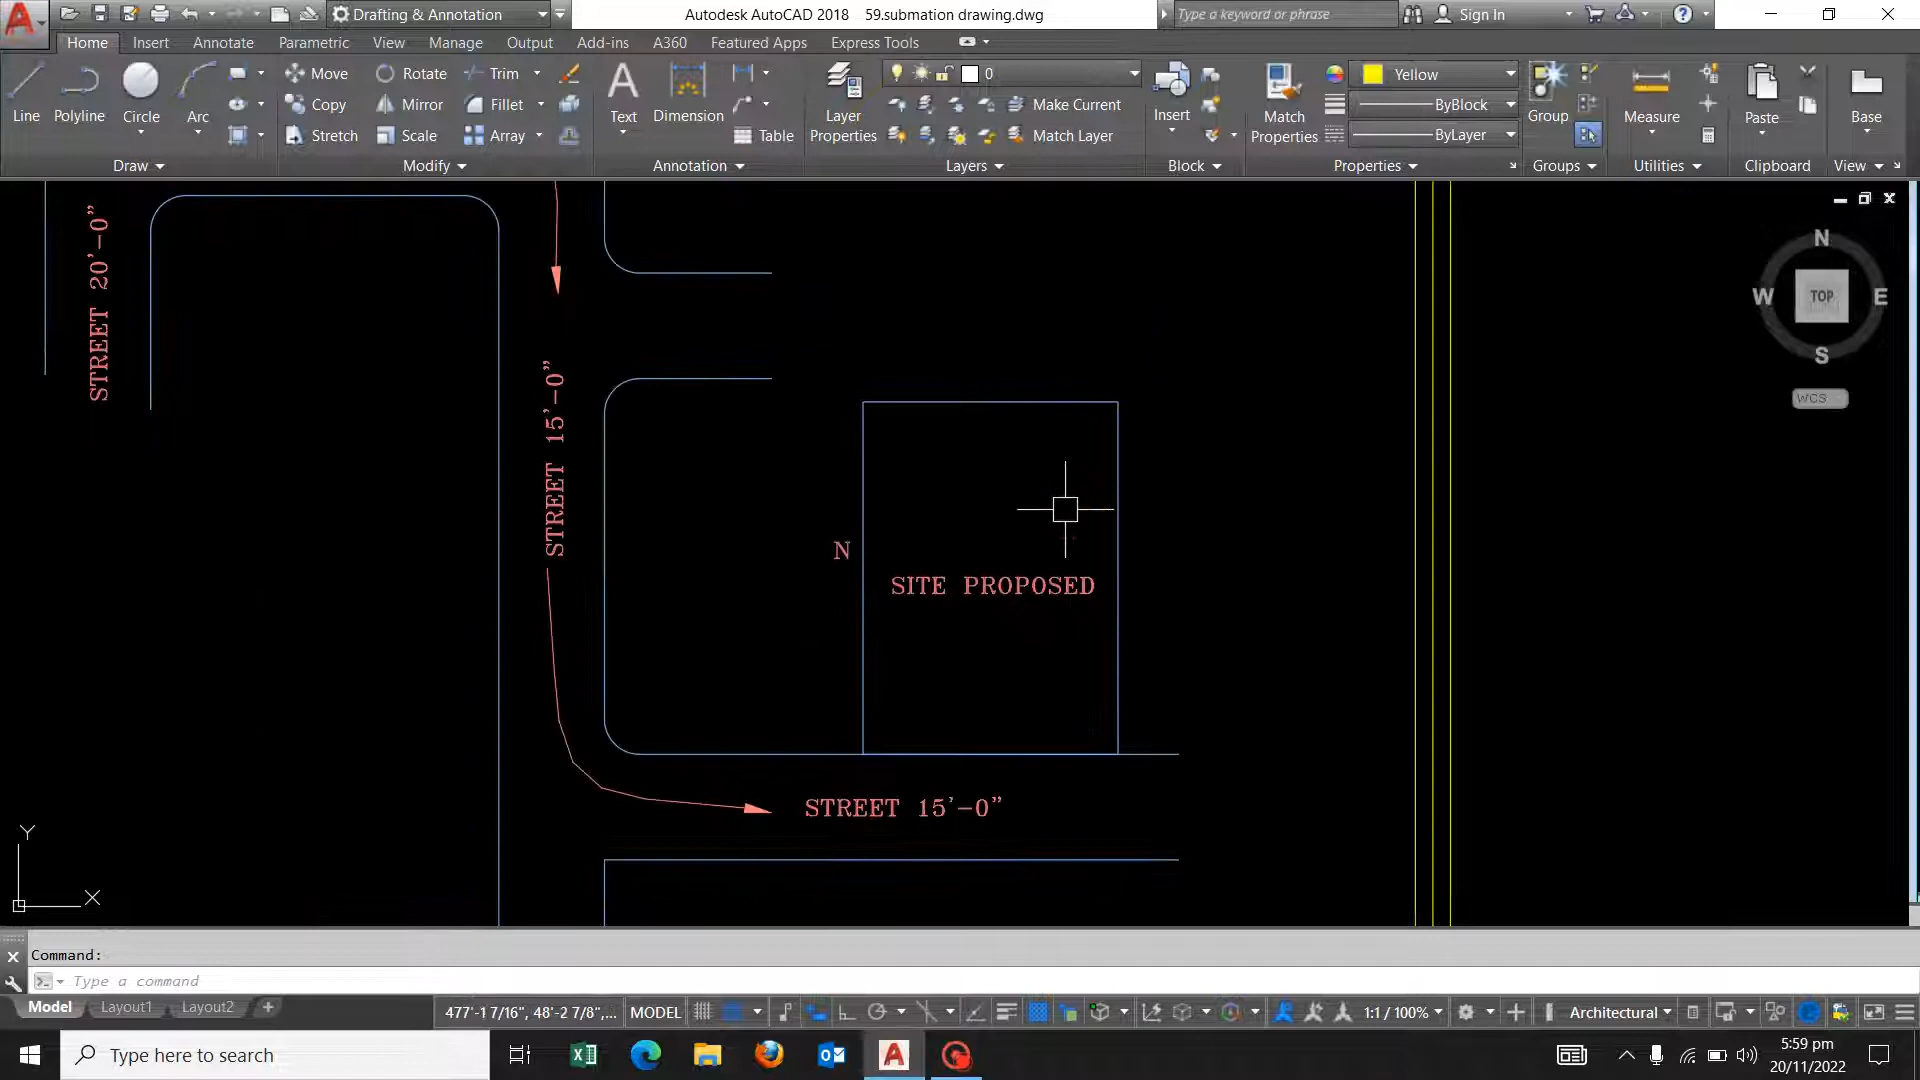 Drafting & Annotation
Autodesk AutoCAD 2018 59.submation drawing.dwg
Type a keyword or phrase
Sign In
Home Insert Annotate Parametric View Manage Output Add-ins A360 Featured Apps Express Tools
Line
Polyline
Circle
Arc
Draw
Move
Rotate
Trim
Copy
Mirror
Fillet
Stretch
Scale
Array
Modify
Text
Dimension
Table
Annotation
Layer
Properties
0
Make Current
Match Layer
Layers
Insert
Block
Match
Properties
Yellow
ByBlock
ByLayer
Properties
Group
Groups
Measure
Utilities
Paste
Clipboard
Base
View
STREET 20'-0"
STREET 15'-0"
N
SITE PROPOSED
STREET 15'-0"
N
W
TOP
E
S
WCS
Y
X
Command:
Type a command
Model Layout1 Layout2
477'-1 7/16", 48'-2 7/8",...
MODEL
1:1 / 100%
Architectural
Type here to search
5:59 pm
20/11/2022